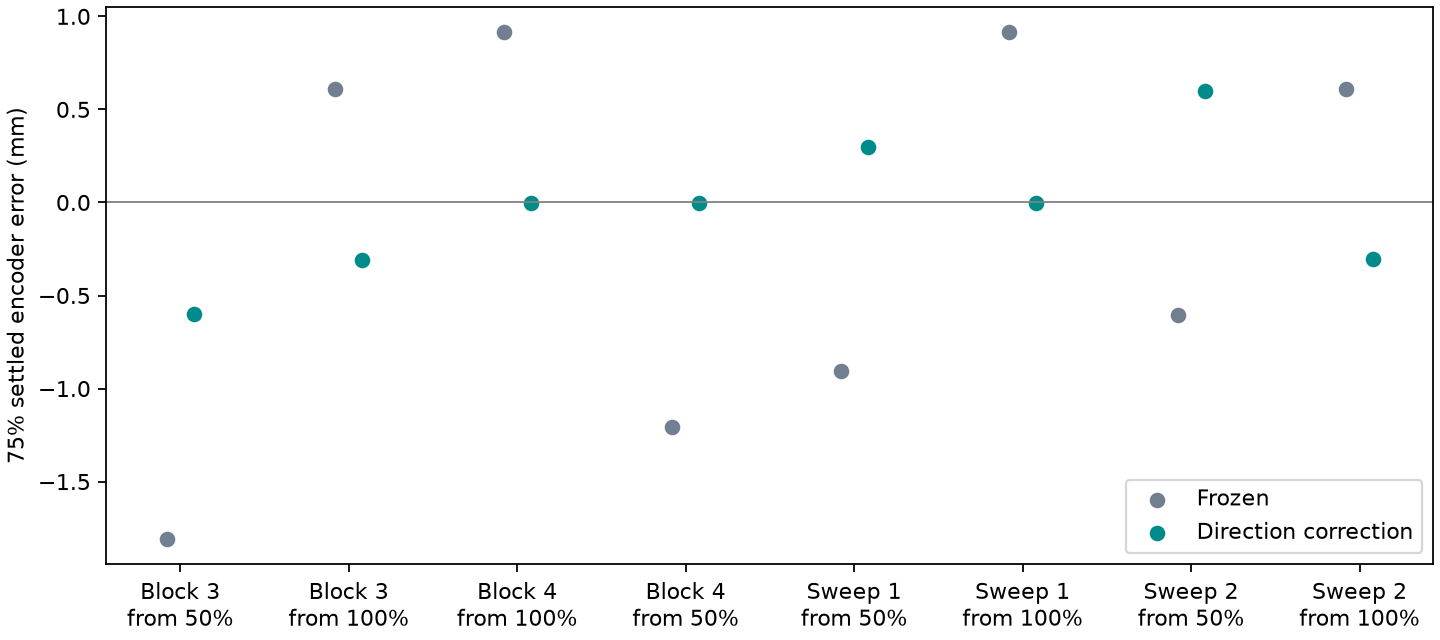 75% settled encoder error (mm)
1.0
0.5
0.0
−0.5
−1.0
−1.5
Frozen
Direction correction
Block 3
from 50%
Block 3
from 100%
Block 4
from 100%
Block 4
from 50%
Sweep 1
from 50%
Sweep 1
from 100%
Sweep 2
from 50%
Sweep 2
from 100%